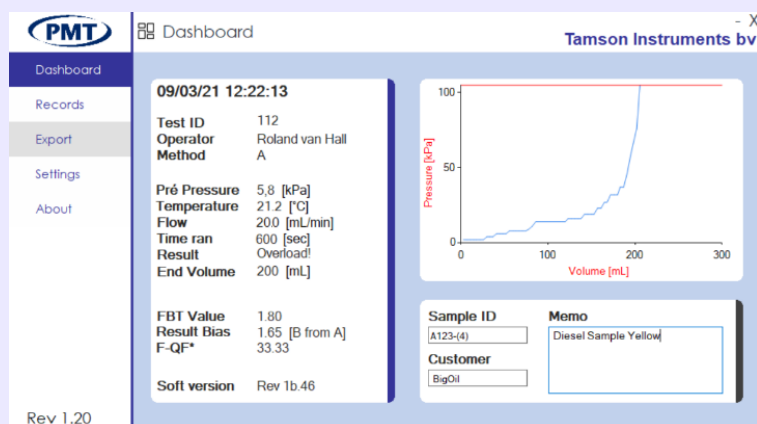 PMT
Dashboard
- X
Tamson Instruments bv
Dashboard
Records
Export
Settings
About
Rev 1.20
09/03/21 12:22:13
Test ID 112
Operator Roland van Hall
Method A
Pré Pressure 5,8 [kPa]
Temperature 21.2 [°C]
Flow 20.0 [mL/min]
Time ran 600 [sec]
Result Overload!
End Volume 200 [mL]
FBT Value 1.80
Result Bias 1.65 [B from A]
F-QF* 33.33
Soft version Rev 1b.46
Pressure [kPa]
100
50
0
0 100 200 300
Volume [mL]
Sample ID Memo
A123-(4) Diesel Sample Yellow
Customer
BigOil